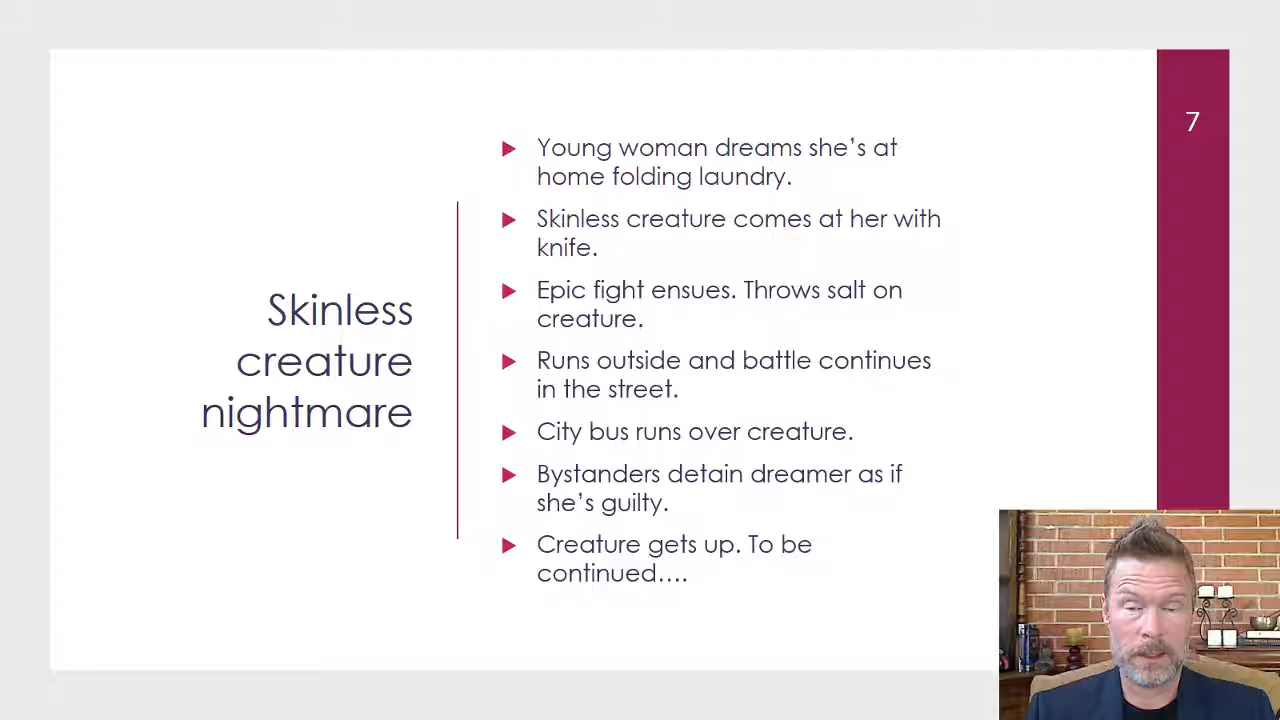 7
Skinless
creature
nightmare
Young woman dreams she’s at
home folding laundry.
Skinless creature comes at her with
knife.
Epic fight ensues. Throws salt on
creature.
Runs outside and battle continues
in the street.
City bus runs over creature.
Bystanders detain dreamer as if
she’s guilty.
Creature gets up. To be
continued….